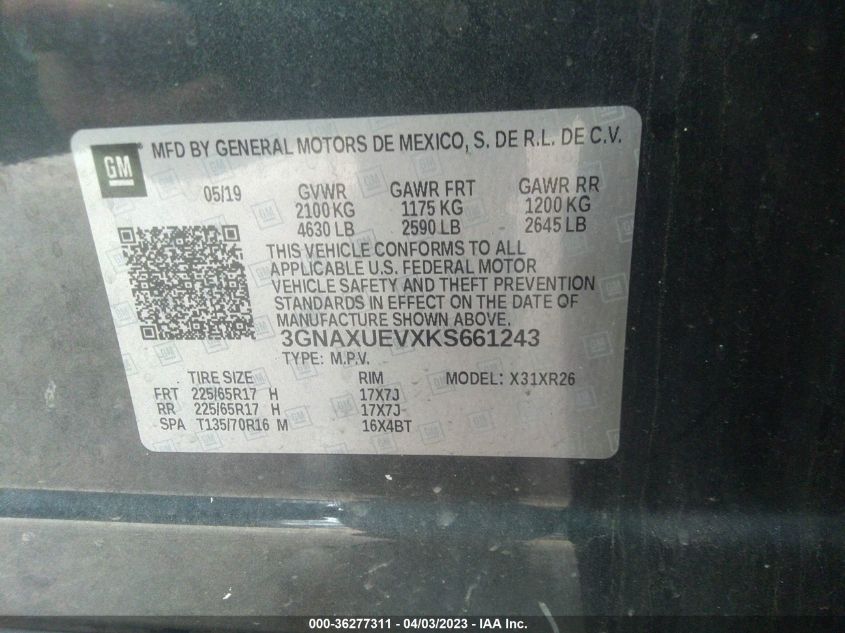 GM MFD BY GENERAL MOTORS DE MEXICO, S. DE R.L. DE C.V.
05/19 GVWR GAWR FRT GAWR RR
2100 KG 1175 KG 1200 KG
4630 LB 2590 LB 2645 LB
THIS VEHICLE CONFORMS TO ALL
APPLICABLE U.S. FEDERAL MOTOR
VEHICLE SAFETY AND THEFT PREVENTION
STANDARDS IN EFFECT ON THE DATE OF
MANUFACTURE SHOWN ABOVE.
3GNAXUEVXKS661243
TYPE: M.P.V.
TIRE SIZE RIM MODEL: X31XR26
FRT 225/65R17 H 17X7J
RR 225/65R17 H 17X7J
SPA T135/70R16 M 16X4BT
000-36277311 - 04/03/2023 - IAA Inc.